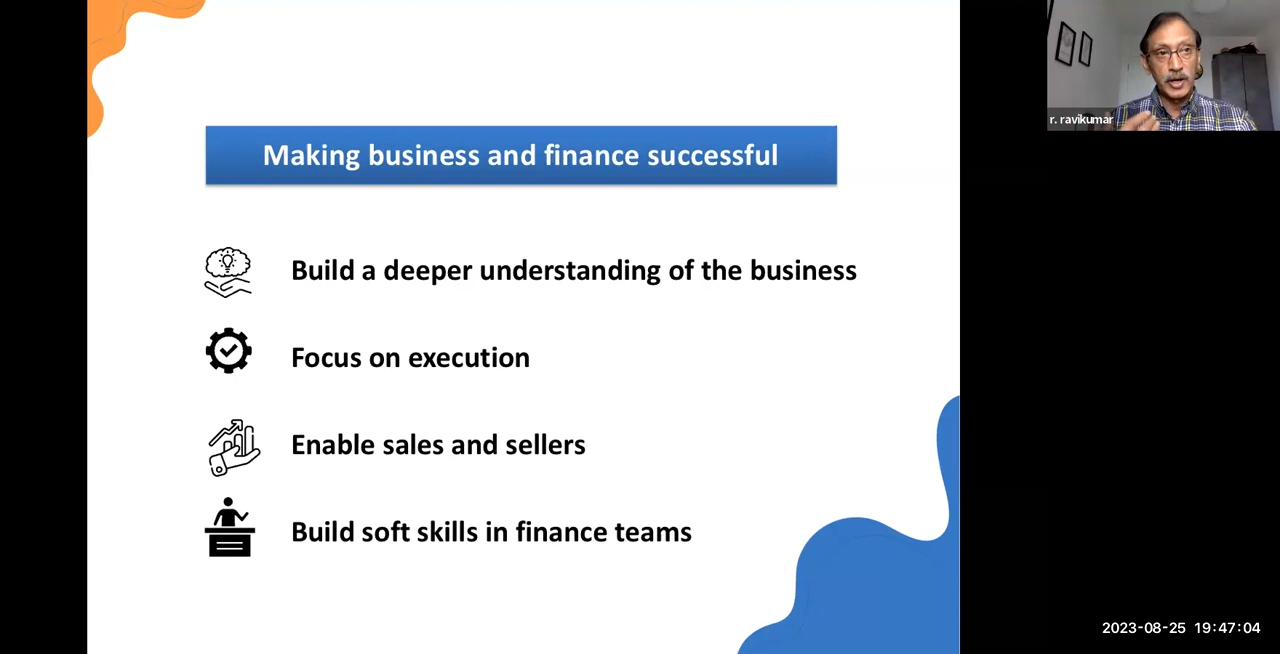 Making business and finance successful
r. ravikumar
Build a deeper understanding of the business
Focus on execution
Enable sales and sellers
Build soft skills in finance teams
2023-08-25 19:47:04